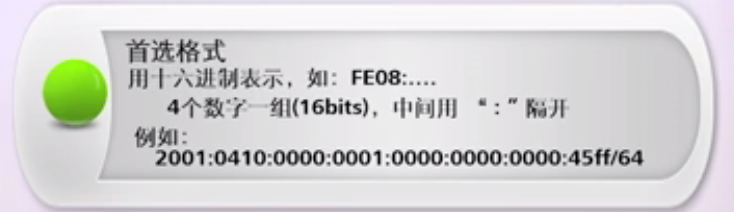 首选格式
用十六进制表示，如：FE08:....
4个数字一组(16bits)，中间用 “：”隔开
例如：
2001:0410:0000:0001:0000:0000:0000:45ff/64